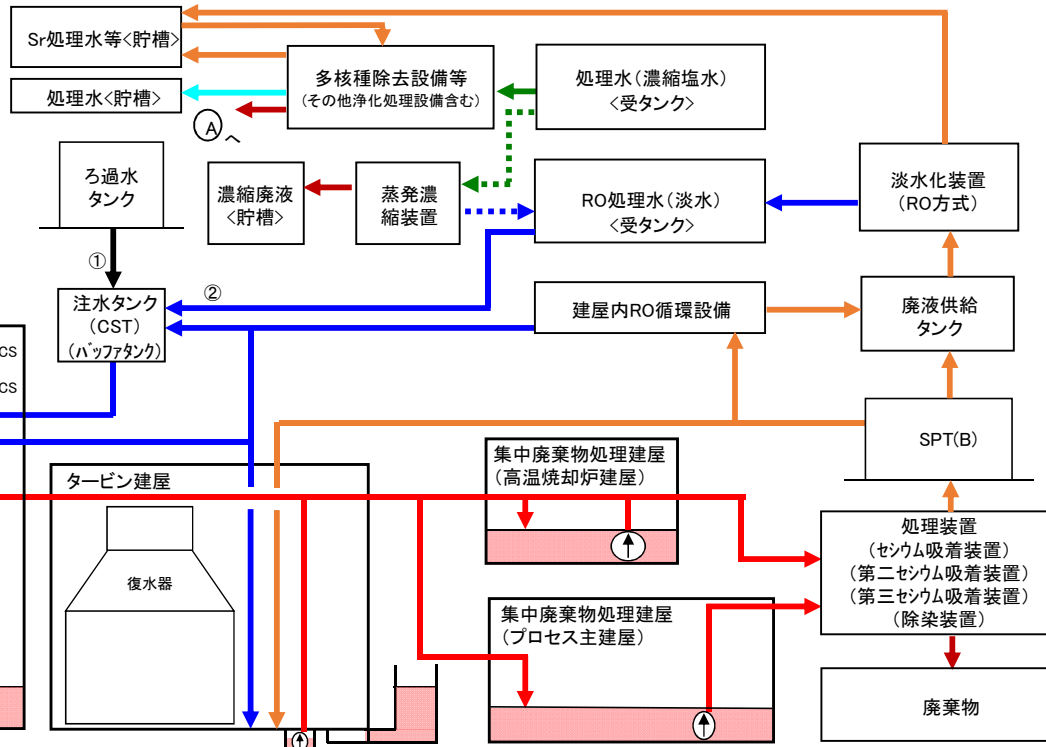 Sr処理水等<貯槽>
処理水<貯槽>
多核種除去設備等
(その他浄化処理設備含む)
処理水(濃縮塩水)
<受タンク>
A へ
ろ過水
タンク
濃縮廃液
<貯槽>
蒸発濃
縮装置
RO処理水(淡水)
<受タンク>
淡水化装置
(RO方式)
①
②
注水タンク
(CST)
(バッファタンク)
建屋内RO循環設備
廃液供給
タンク
CS
CS
SPT(B)
タービン建屋
復水器
集中廃棄物処理建屋
(高温焼却炉建屋)
集中廃棄物処理建屋
(プロセス主建屋)
処理装置
(セシウム吸着装置)
(第二セシウム吸着装置)
(第三セシウム吸着装置)
(除染装置)
廃棄物